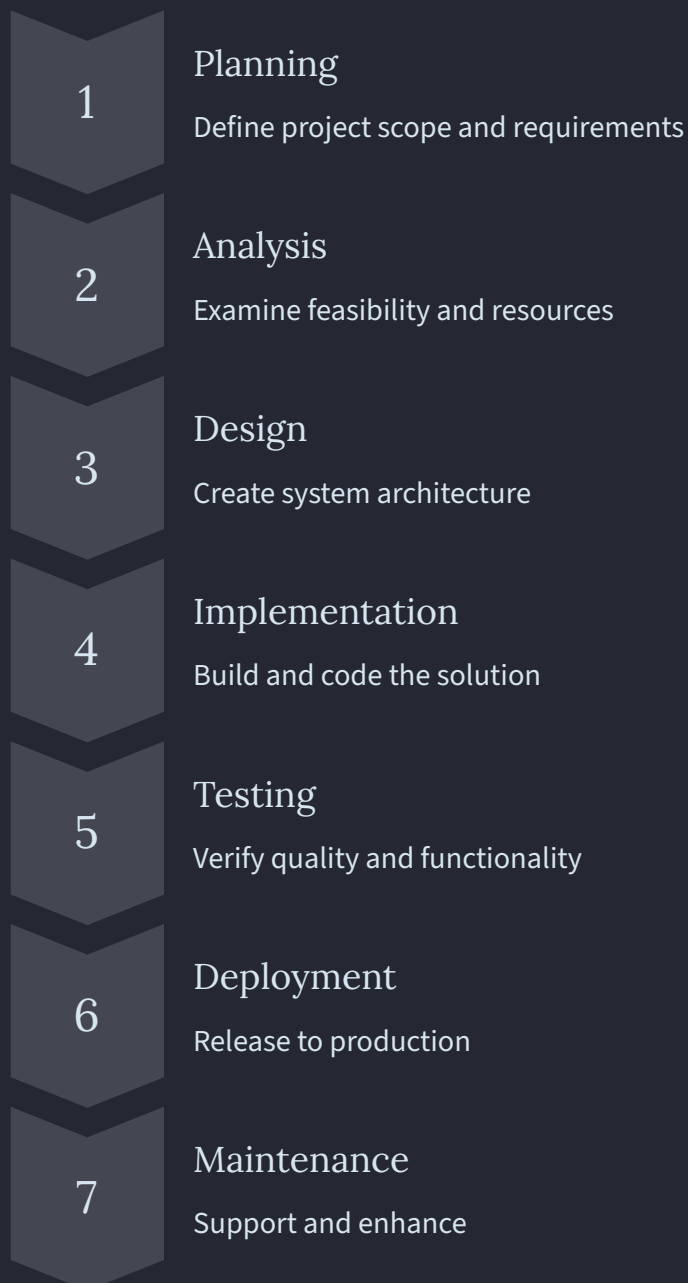 1
Planning
Define project scope and requirements
2
Analysis
Examine feasibility and resources
3
Design
Create system architecture
4
Implementation
Build and code the solution
5
Testing
Verify quality and functionality
6
Deployment
Release to production
7
Maintenance
Support and enhance